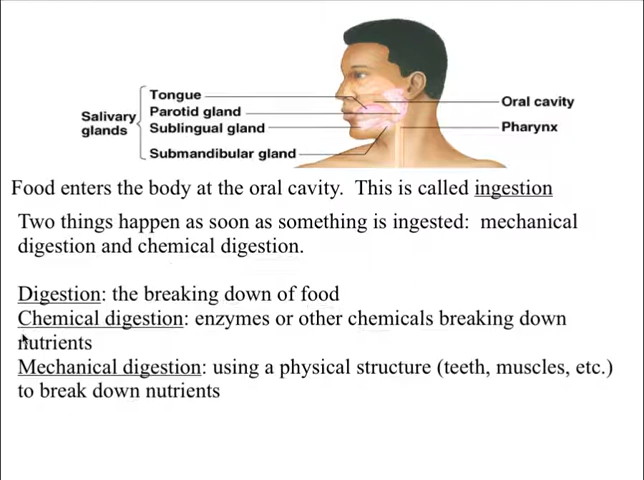 Tongue
Parotid gland
Salivary
glands
Sublingual gland
Submandibular gland
Oral cavity
Pharynx
Food enters the body at the oral cavity. This is called ingestion
Two things happen as soon as something is ingested: mechanical
digestion and chemical digestion.
Digestion: the breaking down of food
Chemical digestion: enzymes or other chemicals breaking down
nutrients
Mechanical digestion: using a physical structure (teeth, muscles, etc.)
to break down nutrients